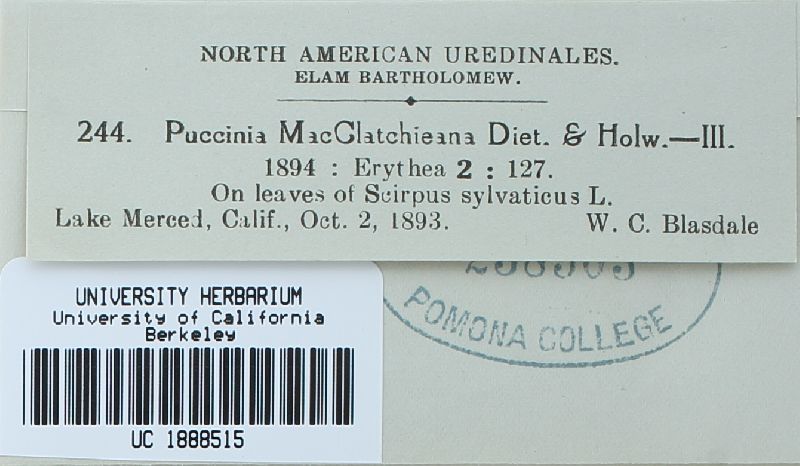 NORTH AMERICAN UREDINALES.
ELAM BARTHOLOMEW.
244. Puccinia MacClatchieana Diet. & Holw.—III.
1894 : Erythea 2 : 127.
On leaves of Scirpus sylvaticus L.
Lake Merced, Calif., Oct. 2, 1893. W. C. Blasdale
POMONA COLLEGE
UNIVERSITY HERBARIUM
University of California
Berkeley
UC 1888515